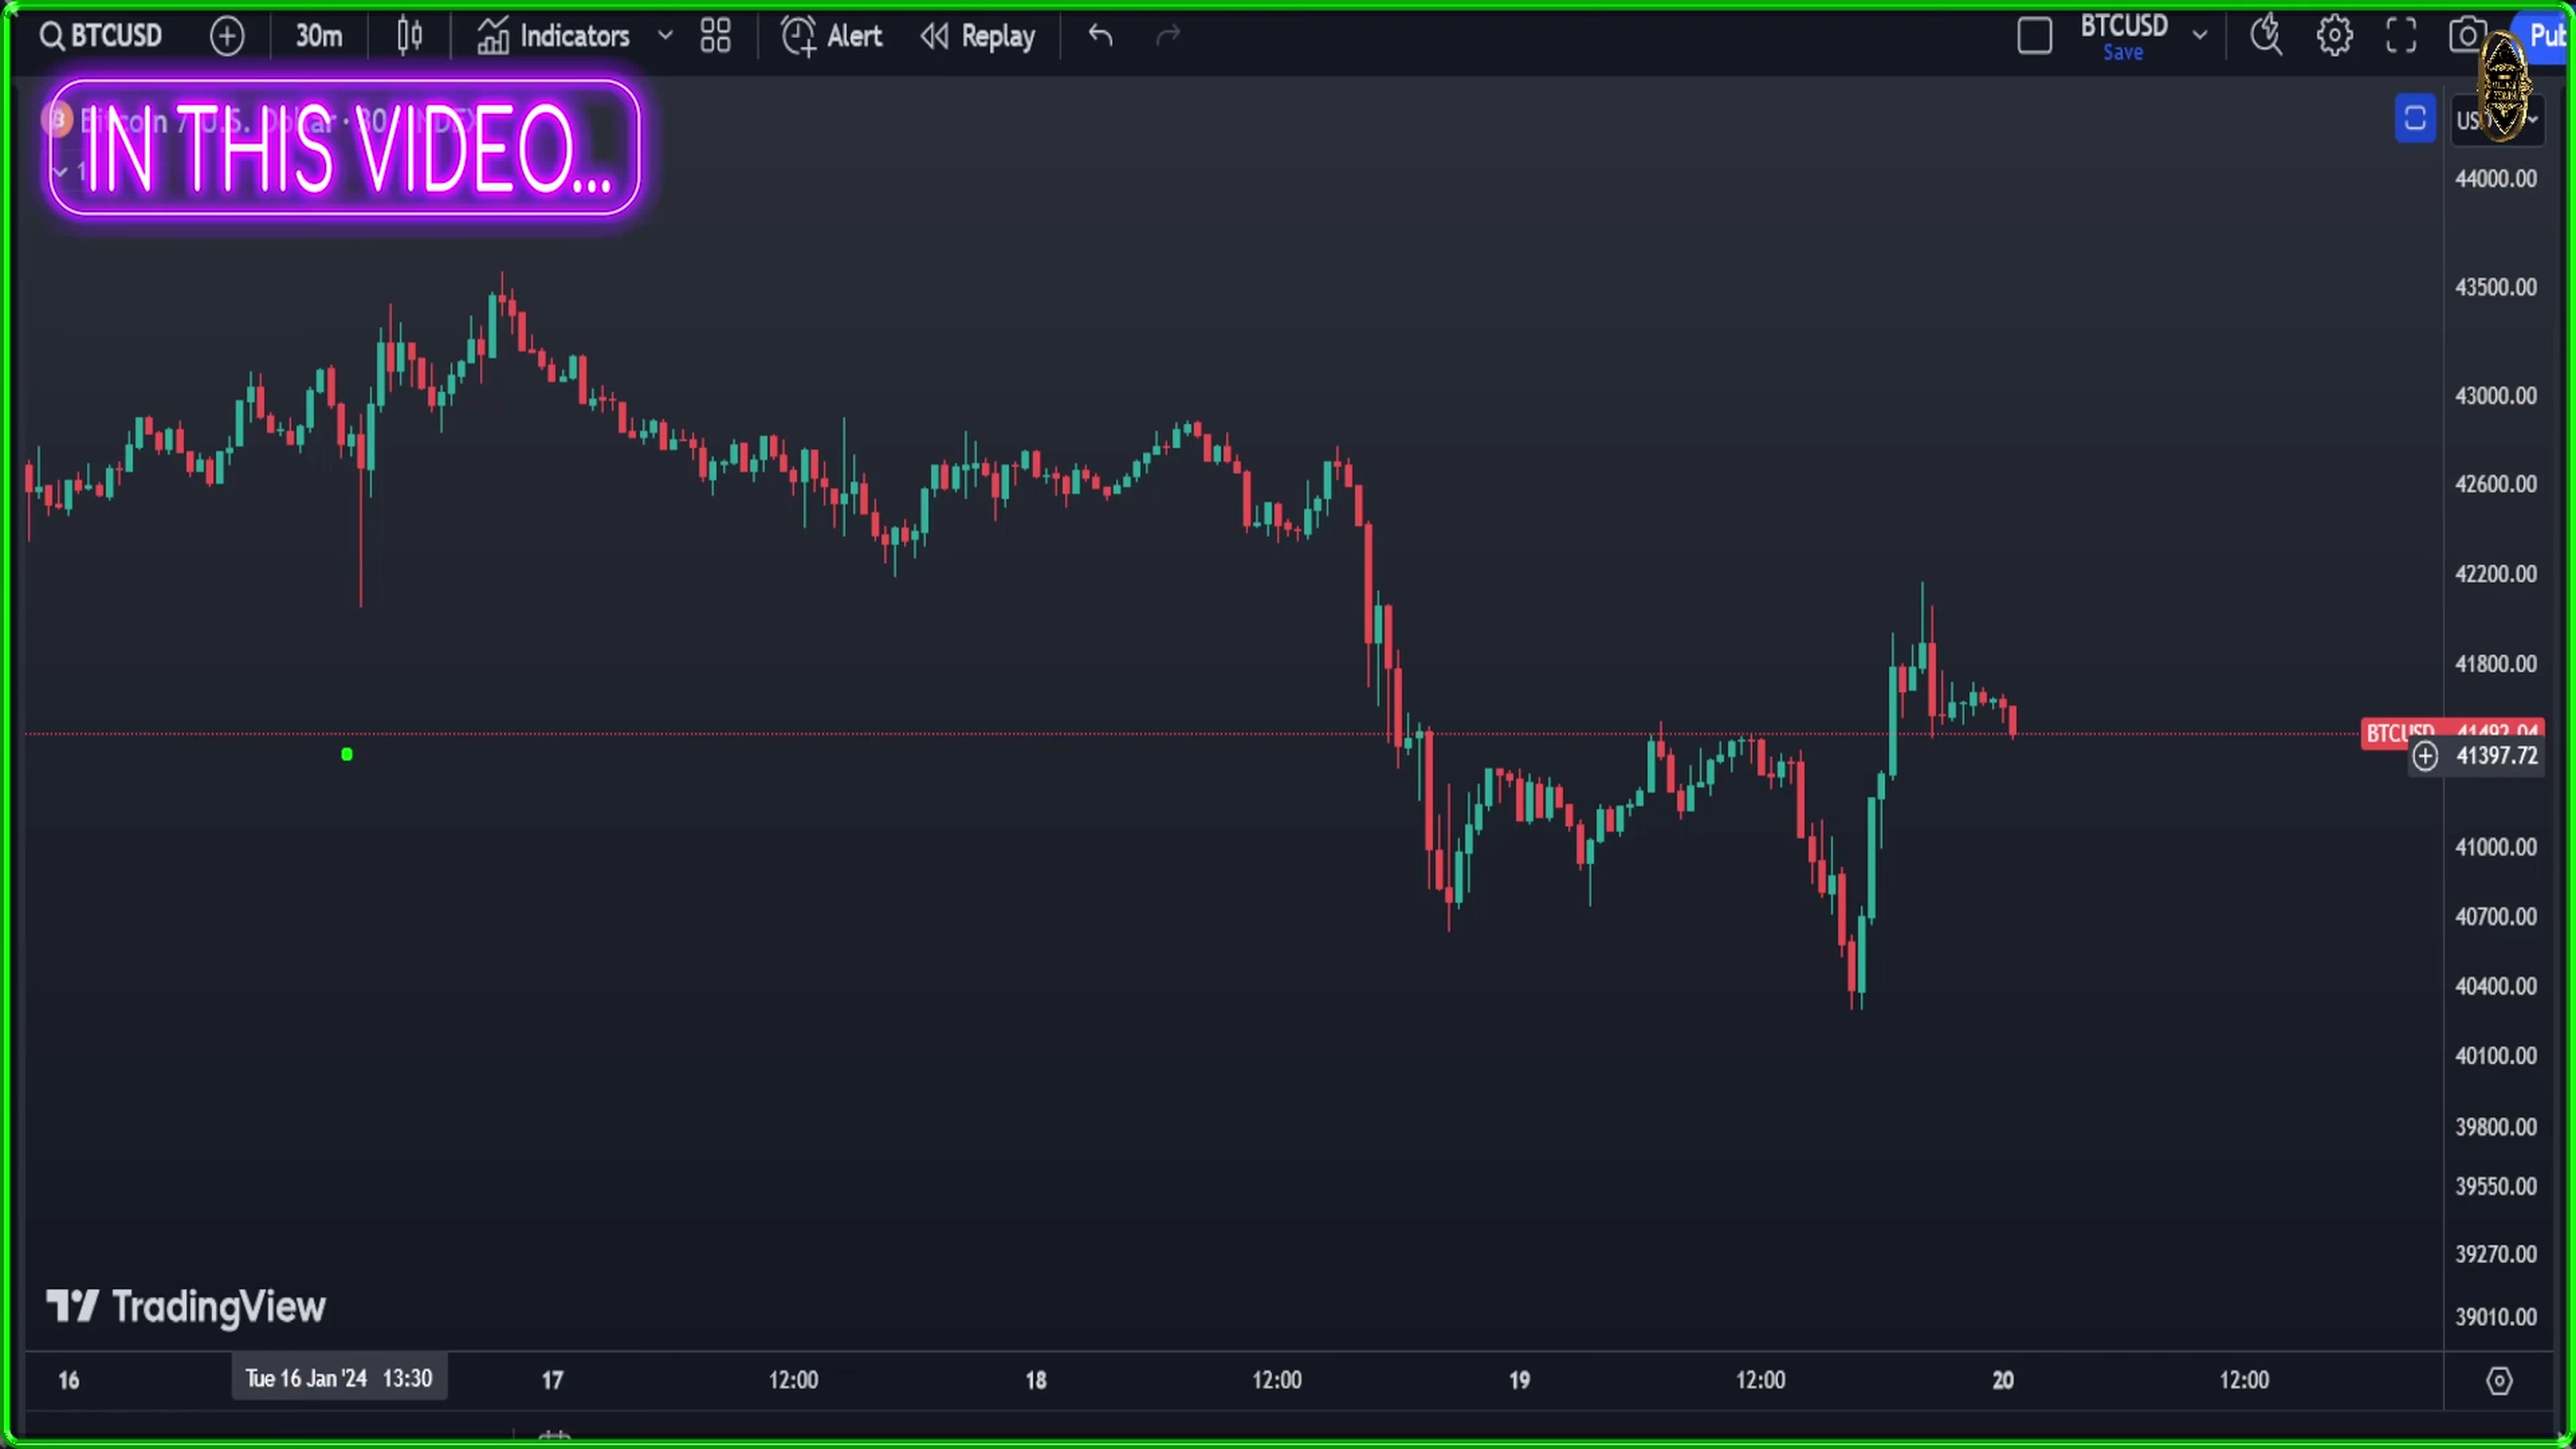 BTCUSD 30m Indicators Alert Replay BTCUSD
Save
IN THIS VIDEO...
44000.00
43500.00
43000.00
42600.00
42200.00
41800.00
BTCUSD 41492.04
41397.72
41000.00
40700.00
40400.00
40100.00
39800.00
39550.00
39270.00
39010.00
TradingView
16 Tue 16 Jan '24 13:30 17 12:00 18 12:00 19 12:00 20 12:00